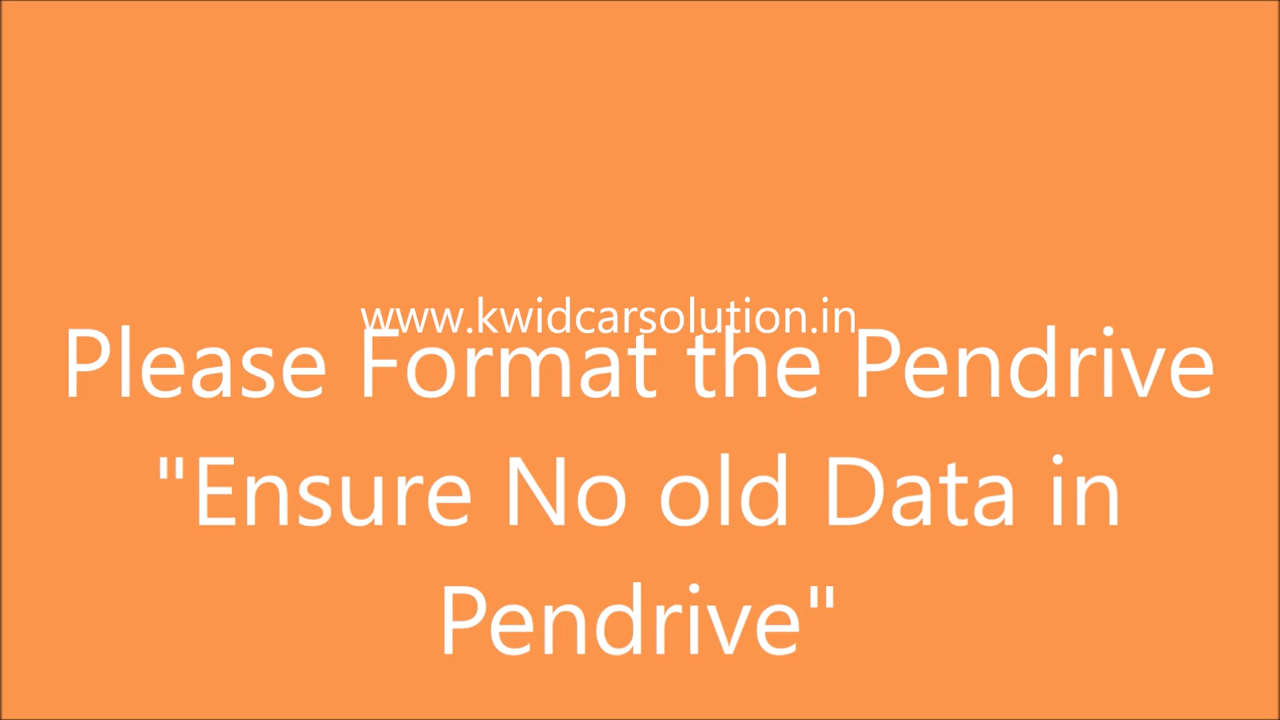 www.kwidcarsolution.in
Please Format the Pendrive
"Ensure No old Data in
Pendrive"